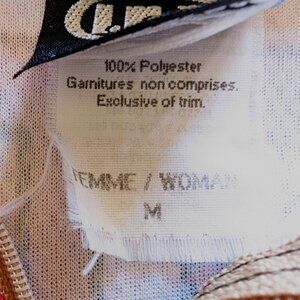 100% Polyester
Garnitures non comprises.
Exclusive of trim.
FEMME / WOMAN
M